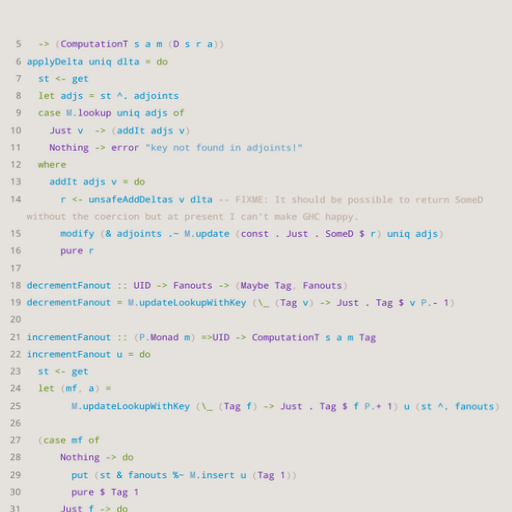 5 -> (ComputationT s a m (D s r a))
6 applyDelta uniq dlta = do
7 st <- get
8 let adjs = st ^. adjoints
9 case M.lookup uniq adjs of
10 Just v -> (addIt adjs v)
11 Nothing -> error "key not found in adjoints!"
12 where
13 addIt adjs v = do
14 r <- unsafeAddDeltas v dlta -- FIXME: It should be possible to return SomeD
without the coercion but at present I can't make GHC happy.
15 modify (& adjoints .~ M.update (const . Just . SomeD $ r) uniq adjs)
16 pure r
17
18 decrementFanout :: UID -> Fanouts -> (Maybe Tag, Fanouts)
19 decrementFanout = M.updateLookupWithKey (\_ (Tag v) -> Just . Tag $ v P.- 1)
20
21 incrementFanout :: (P.Monad m) =>UID -> ComputationT s a m Tag
22 incrementFanout u = do
23 st <- get
24 let (mf, a) =
25 M.updateLookupWithKey (\_ (Tag f) -> Just . Tag $ f P.+ 1) u (st ^. fanouts)
26
27 (case mf of
28 Nothing -> do
29 put (st & fanouts %~ M.insert u (Tag 1))
30 pure $ Tag 1
31 Just f -> do